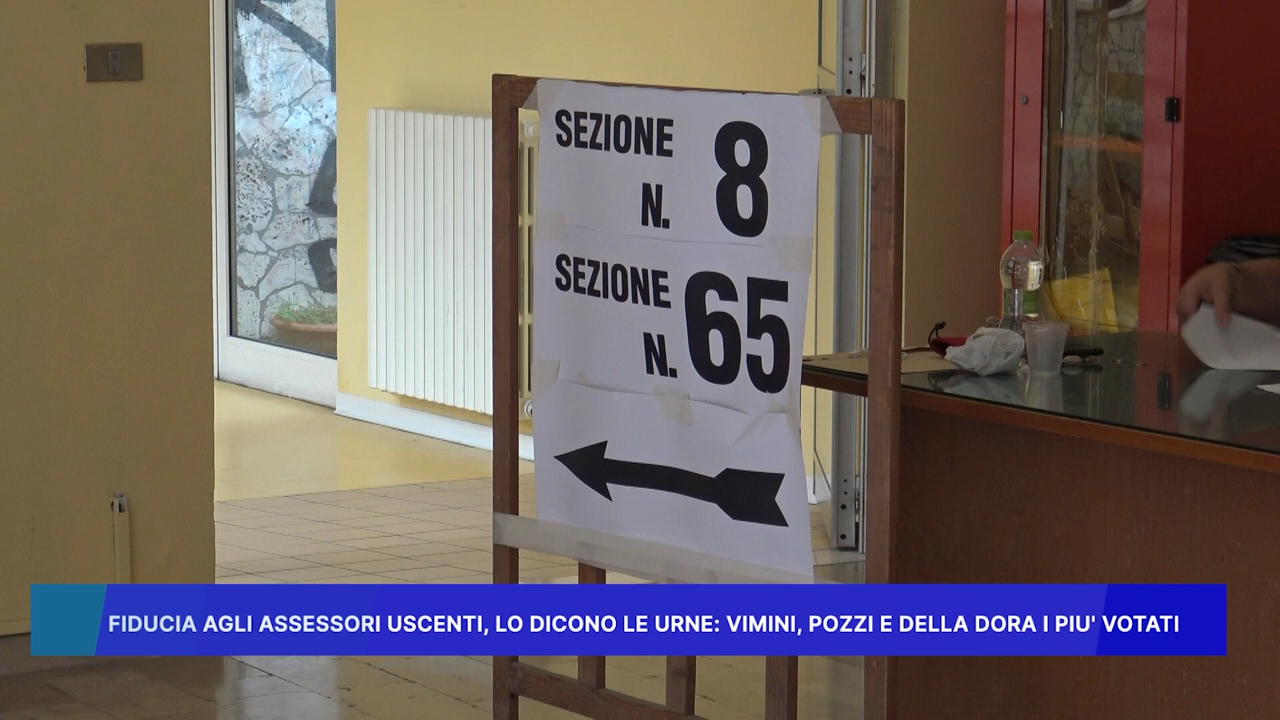 SEZIONE
N. 8
SEZIONE
N. 65
FIDUCIA AGLI ASSESSORI USCENTI, LO DICONO LE URNE: VIMINI, POZZI E DELLA DORA I PIU' VOTATI